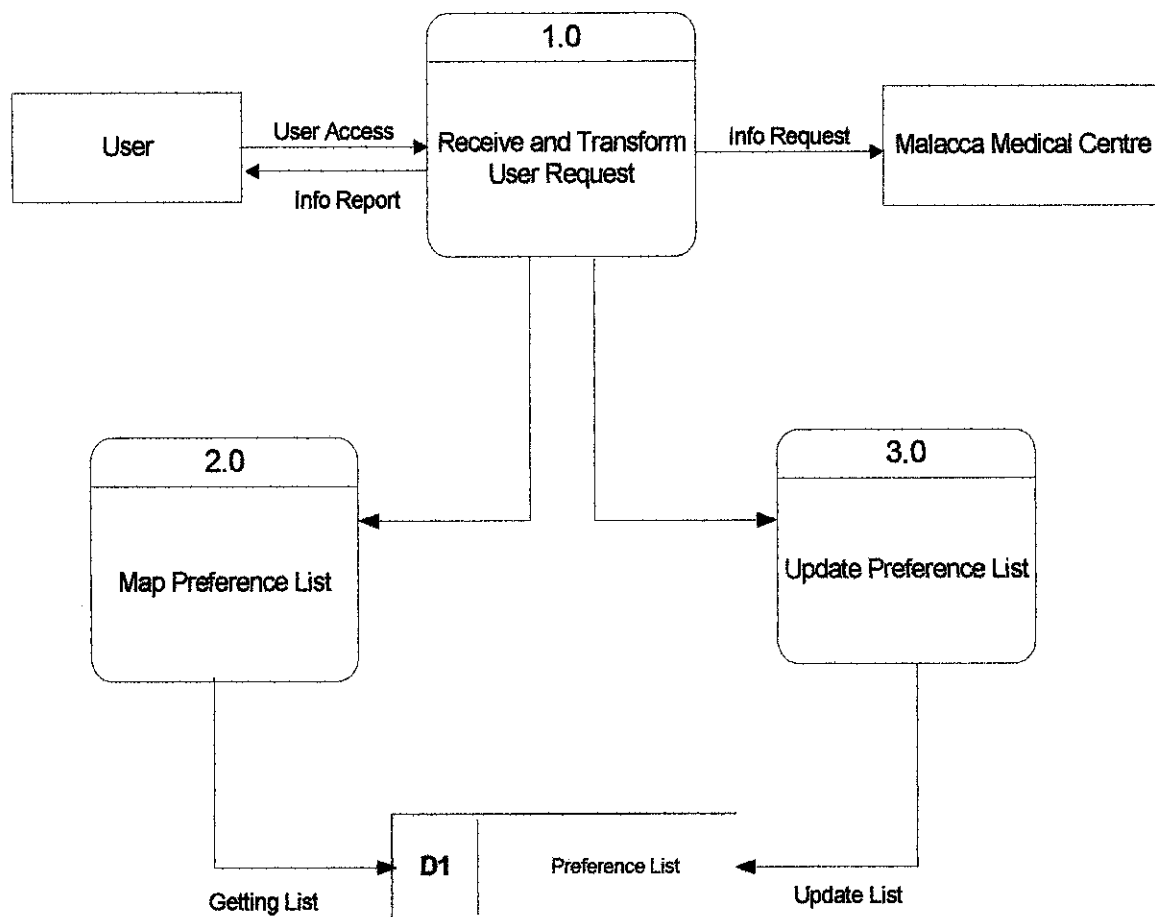 1.0
User
User Access
Info Report
Receive and Transform
User Request
Info Request
Malacca Medical Centre
2.0
Map Preference List
3.0
Update Preference List
D1
Preference List
Getting List
Update List